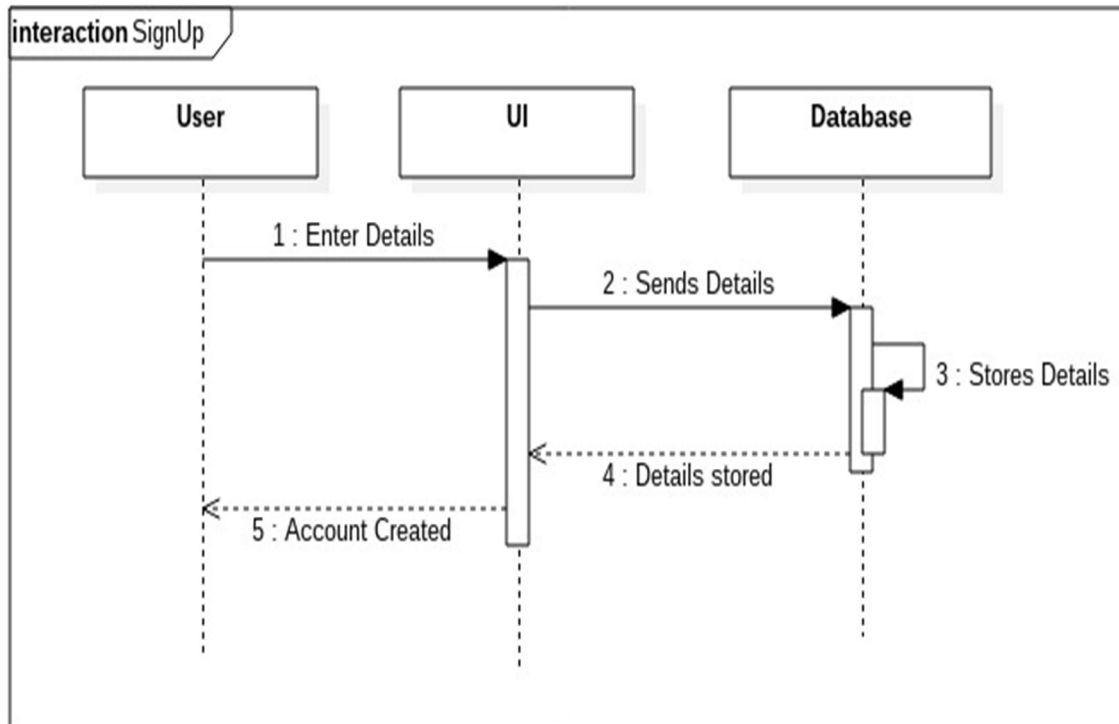 interaction SignUp
User
UI
Database
1 : Enter Details
2 : Sends Details
3 : Stores Details
4 : Details stored
5 : Account Created